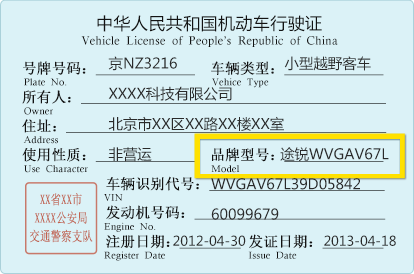 中华人民共和国机动车行驶证
Vehicle License of People's Republic of China
号牌号码: 京NZ3216 车辆类型: 小型越野客车
Plate No. Vehice Type
所有人: XXXX科技有限公司
Owner
住址: 北京市XX区XX路XX楼XX室
Address
使用性质: 非营运 品牌型号: 途锐WVGAV67L
Use Character Model
XX省XX市
XXXX公安局
交通警察支队
车辆识别代号: WVGAV67L39D05842
VIN
发动机号码: 60099679
Engine No.
注册日期: 2012-04-30 发证日期: 2013-04-18
Register Date Issue Date